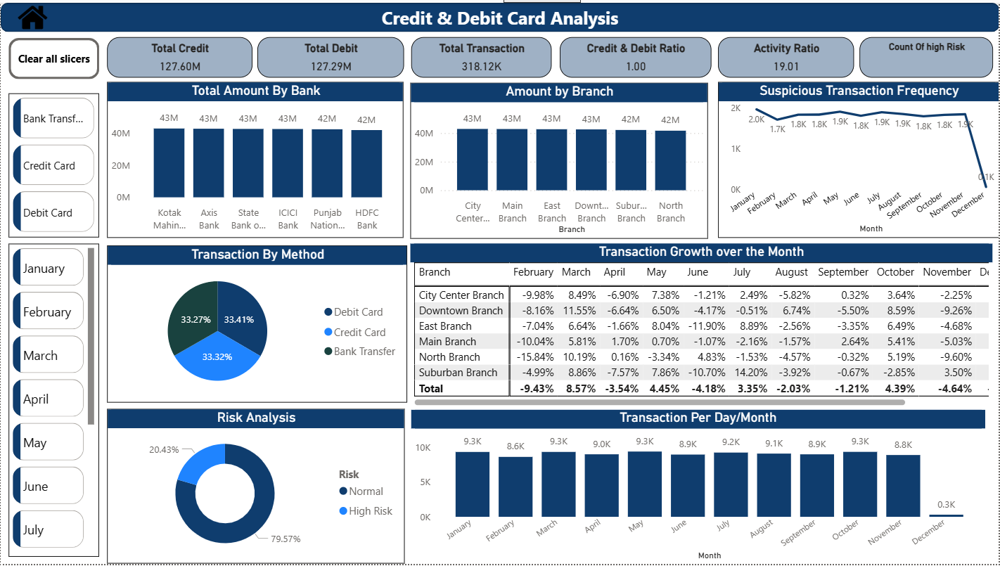 Credit & Debit Card Analysis
Clear all slicers
Total Credit
127.60M
Total Debit
127.29M
Total Transaction
318.12K
Credit & Debit Ratio
1.00
Activity Ratio
19.01
Count Of high Risk
Bank Transf...
Credit Card
Debit Card
January
February
March
April
May
June
July
Total Amount By Bank
43M 43M 43M 43M 42M 42M
40M
20M
0M
Kotak Axis State ICICI Punjab HDFC
Mahin... Bank Bank o... Bank Nation... Bank
Amount by Branch
43M 43M 43M 43M 42M 42M
40M
20M
0M
City Main East Downt... Subur... North
Center... Branch Branch Branch Branch Branch
Branch
Suspicious Transaction Frequency
2K
1K
0K
2.0K 1.7K 1.8K 1.8K 1.9K 1.8K 1.9K 1.9K 1.8K 1.8K 1.9K 0.1K
January February March April May June July August September October November December
Month
Transaction By Method
33.27% 33.41%
33.32%
Debit Card
Credit Card
Bank Transfer
Transaction Growth over the Month
Branch February March April May June July August September October November De
City Center Branch -9.98% 8.49% -6.90% 7.38% -1.21% 2.49% -5.82% 0.32% 3.64% -2.25%
Downtown Branch -8.16% 11.55% -6.64% 6.50% -4.17% -0.51% 6.74% -5.50% 8.59% -9.26%
East Branch -7.04% 6.64% -1.66% 8.04% -11.90% 8.89% -2.56% -3.35% 6.49% -4.68%
Main Branch -10.04% 5.81% 1.70% 0.70% -1.07% -2.16% -1.57% 2.64% 5.41% -5.03%
North Branch -15.84% 10.19% 0.16% -3.34% 4.83% -1.53% -4.57% -0.32% 5.19% -9.60%
Suburban Branch -4.99% 8.86% -7.57% 7.86% -10.70% 14.20% -3.92% -0.67% -2.85% 3.50%
Total -9.43% 8.57% -3.54% 4.45% -4.18% 3.35% -2.03% -1.21% 4.39% -4.64% -
Risk Analysis
20.43%
79.57%
Risk
Normal
High Risk
Transaction Per Day/Month
10K
5K
0K
9.3K 8.6K 9.3K 9.0K 9.3K 8.9K 9.2K 9.1K 8.9K 9.3K 8.8K 0.3K
January February March April May June July August September October November December
Month